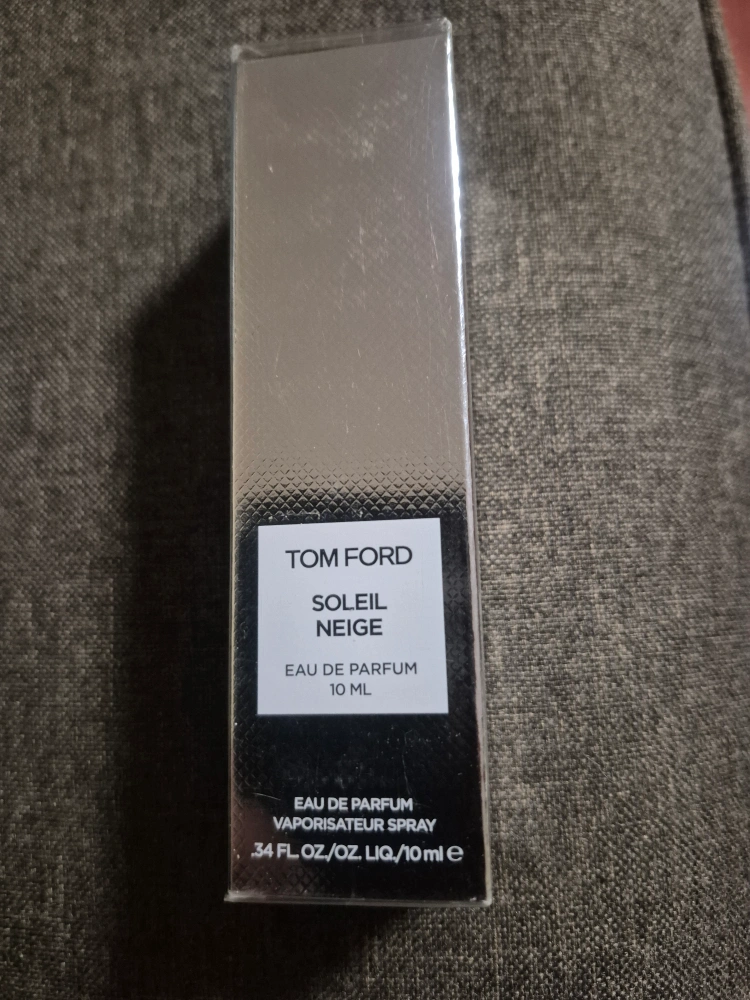 TOM FORD
SOLEIL
NEIGE
EAU DE PARFUM
10 ML
EAU DE PARFUM
VAPORISATEUR SPRAY
.34 FL. OZ./OZ. LIQ./10 ml ℮